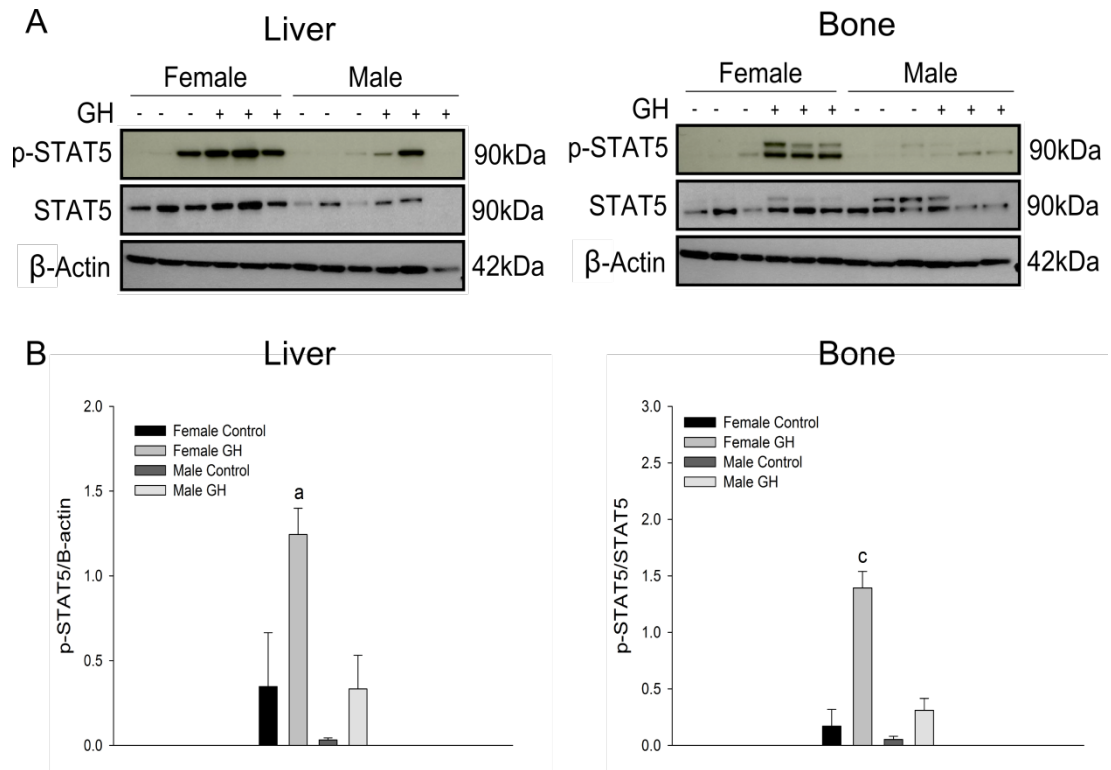 A
Liver
Female Male
GH - - - + + + - - - + + +
p-STAT5 90kDa
STAT5 90kDa
β-Actin 42kDa
Bone
Female Male
GH - - - + + + - - - + + +
p-STAT5 90kDa
STAT5 90kDa
β-Actin 42kDa
B
Liver
p-STAT5/B-actin
2.0
1.5
1.0
0.5
0.0
Female Control
Female GH
Male Control
Male GH
a
Bone
p-STAT5/STAT5
3.0
2.5
2.0
1.5
1.0
0.5
0.0
Female Control
Female GH
Male Control
Male GH
c